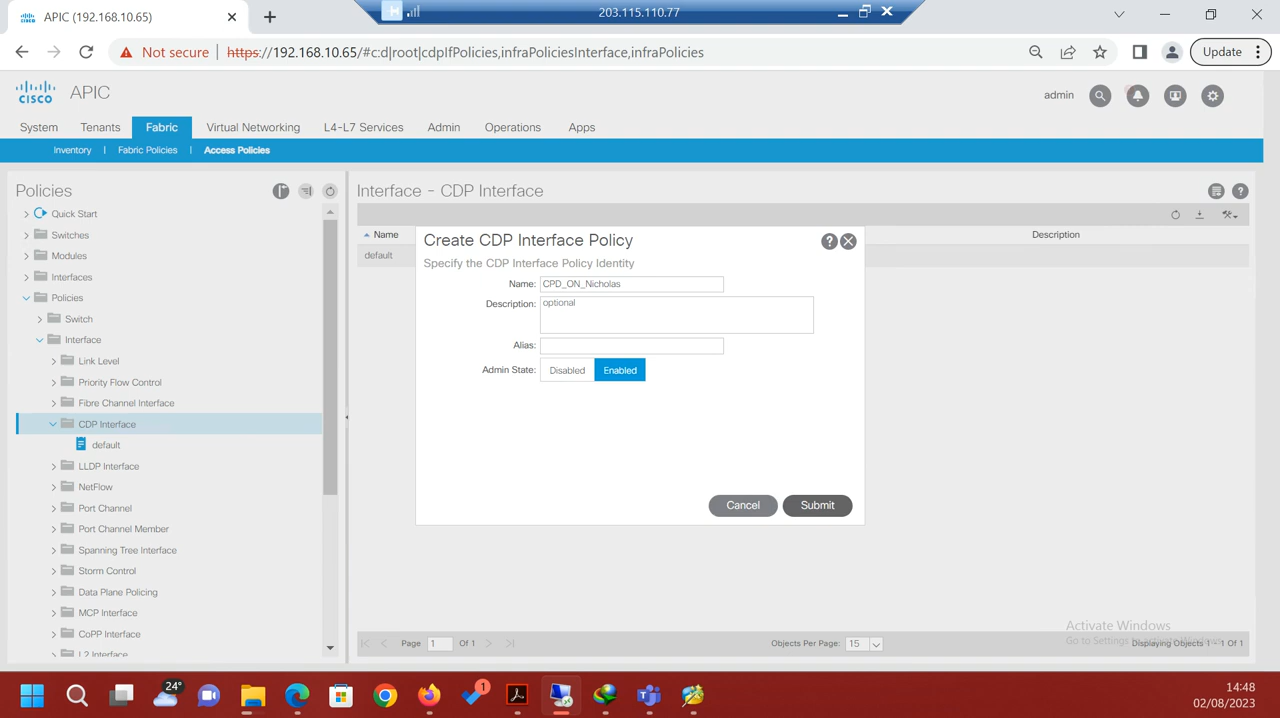 APIC (192.168.10.65)
203.115.110.77
Not secure
https://192.168.10.65/#c:d|root|cdpIfPolicies,infraPoliciesInterface,infraPolicies
Update
CISCO
APIC
admin
System
Tenants
Fabric
Virtual Networking
L4-L7 Services
Admin
Operations
Apps
Inventory | Fabric Policies | Access Policies
Policies
Quick Start
Switches
Modules
Interfaces
Policies
Switch
Interface
Link Level
Priority Flow Control
Fibre Channel Interface
CDP Interface
default
LLDP Interface
NetFlow
Port Channel
Port Channel Member
Spanning Tree Interface
Storm Control
Data Plane Policing
MCP Interface
CoPP Interface
L2 Interface
Interface - CDP Interface
Name
Description
default
Create CDP Interface Policy
Specify the CDP Interface Policy Identity
Name: CPD_ON_Nicholas
Description: optional
Alias:
Admin State: Disabled Enabled
Cancel
Submit
Page 1 Of 1
Objects Per Page: 15
Displaying Objects 1 - 1 Of 1
Activate Windows
Go to Settings to activate Windows.
24°
1
14:48
02/08/2023